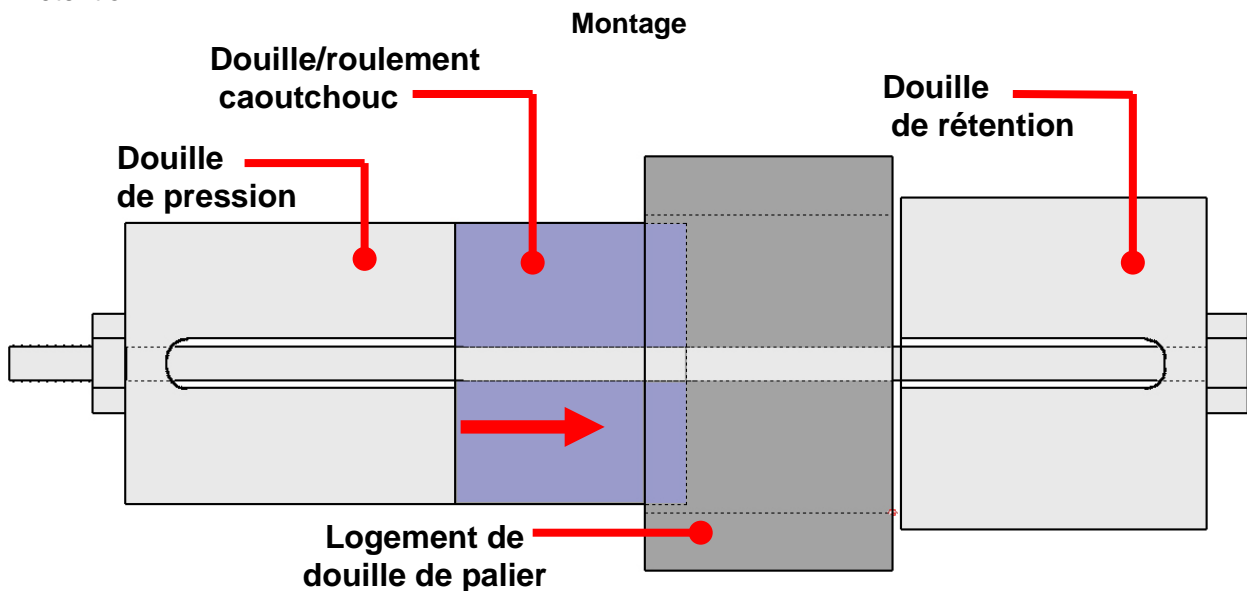 Montage
Douille/roulement
caoutchouc
Douille
de rétention
Douille
de pression
Logement de
douille de palier